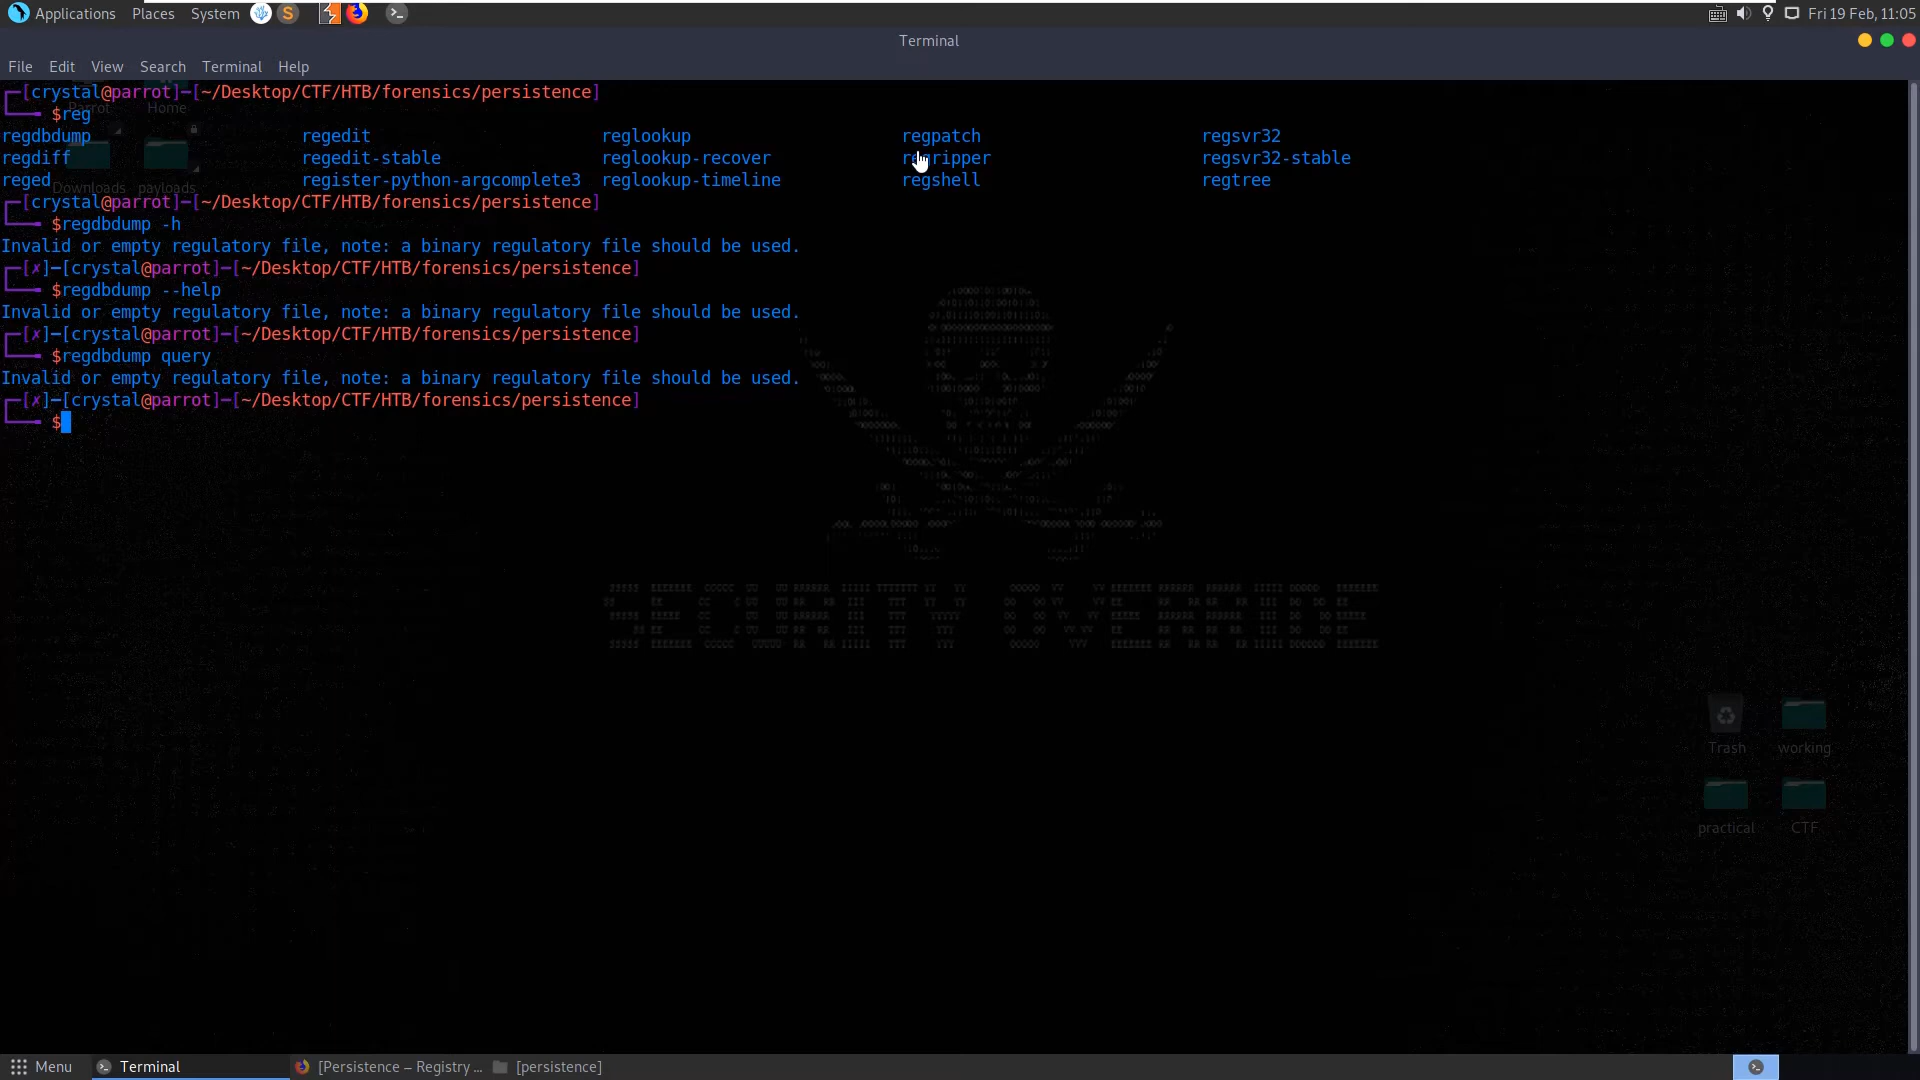 Applications Places System Fri 19 Feb, 11:05
Terminal
File Edit View Search Terminal Help
┌─[crystal@parrot]─[~/Desktop/CTF/HTB/forensics/persistence]
Parrot Home
└──╼ $reg
regdbdump regedit reglookup regpatch regsvr32
regdiff regedit-stable reglookup-recover regripper regsvr32-stable
reged register-python-argcomplete3 reglookup-timeline regshell regtree
Downloads payloads
┌─[crystal@parrot]─[~/Desktop/CTF/HTB/forensics/persistence]
└──╼ $regdbdump -h
Invalid or empty regulatory file, note: a binary regulatory file should be used.
┌─[✗]─[crystal@parrot]─[~/Desktop/CTF/HTB/forensics/persistence]
└──╼ $regdbdump --help
Invalid or empty regulatory file, note: a binary regulatory file should be used.
┌─[✗]─[crystal@parrot]─[~/Desktop/CTF/HTB/forensics/persistence]
└──╼ $regdbdump query
Invalid or empty regulatory file, note: a binary regulatory file should be used.
┌─[✗]─[crystal@parrot]─[~/Desktop/CTF/HTB/forensics/persistence]
└──╼ $
SECURITY OVERRIDE
Trash working
practical CTF
Menu Terminal [Persistence – Registry ... [persistence]